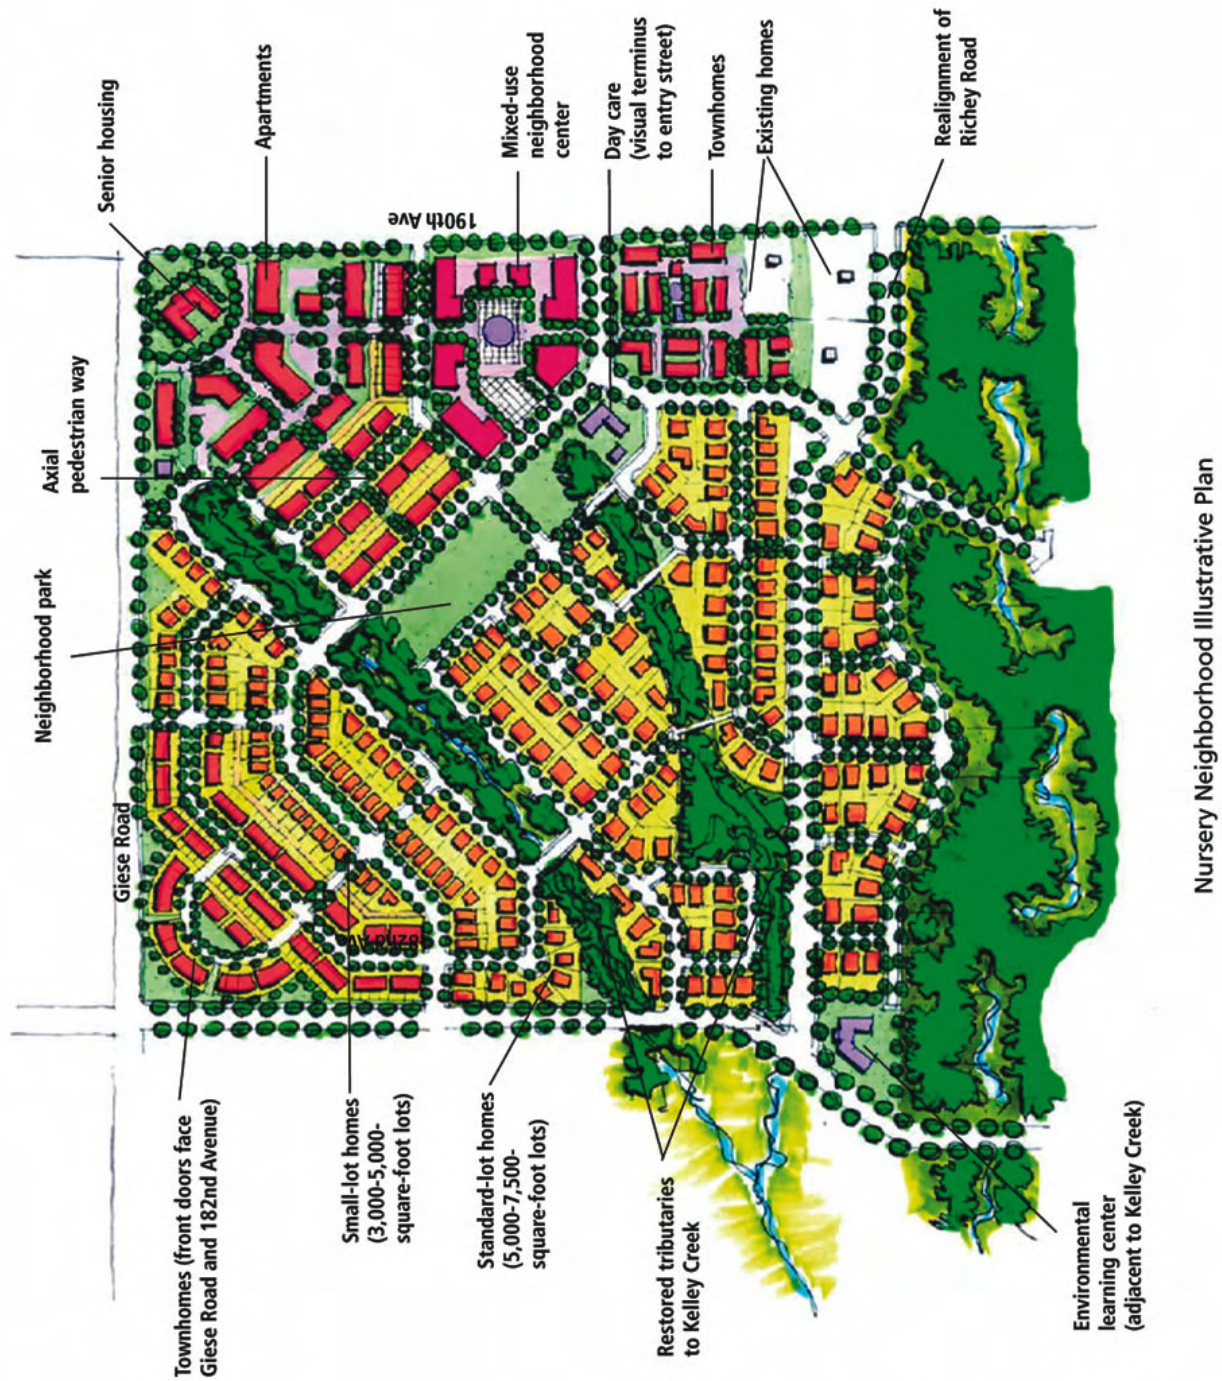 Neighborhood park
Axial
pedestrian way
Senior housing
Giese Road
Townhomes (front doors face
Giese Road and 182nd Avenue)
Apartments
Small-lot homes
(3,000-5,000-
square-foot lots)
182nd Ave
190th Ave
Standard-lot homes
(5,000-7,500-
square-foot lots)
Mixed-use
neighborhood
center
Day care
(visual terminus
to entry street)
Restored tributaries
to Kelley Creek
Townhomes
Existing homes
Realignment of
Richey Road
Environmental
learning center
(adjacent to Kelley Creek)
Nursery Neighborhood Illustrative Plan